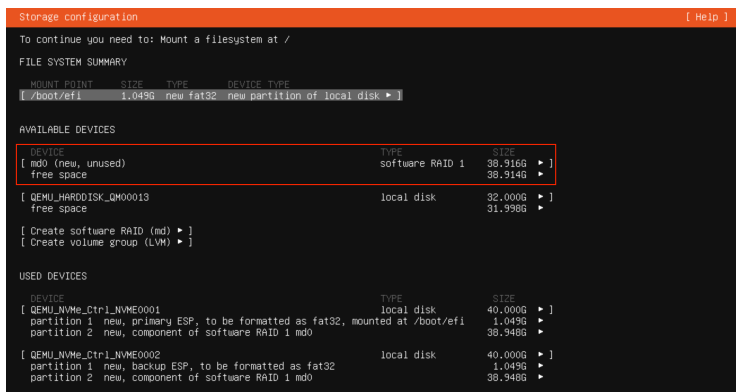 Storage configuration [ Help ]
To continue you need to: Mount a filesystem at /
FILE SYSTEM SUMMARY
MOUNT POINT SIZE TYPE DEVICE TYPE
[ /boot/efi 1.049G new fat32 new partition of local disk ▸ ]
AVAILABLE DEVICES
DEVICE TYPE SIZE
[ md0 (new, unused) software RAID 1 38.916G ▸ ]
free space 38.914G ▸
[ QEMU_HARDDISK_QM00013 local disk 32.000G ▸ ]
free space 31.998G ▸
[ Create software RAID (md) ▸ ]
[ Create volume group (LVM) ▸ ]
USED DEVICES
DEVICE TYPE SIZE
[ QEMU_NVMe_Ctrl_NVME0001 local disk 40.000G ▸ ]
partition 1 new, primary ESP, to be formatted as fat32, mounted at /boot/efi 1.049G ▸
partition 2 new, component of software RAID 1 md0 38.948G ▸
[ QEMU_NVMe_Ctrl_NVME0002 local disk 40.000G ▸ ]
partition 1 new, backup ESP, to be formatted as fat32 1.049G ▸
partition 2 new, component of software RAID 1 md0 38.948G ▸